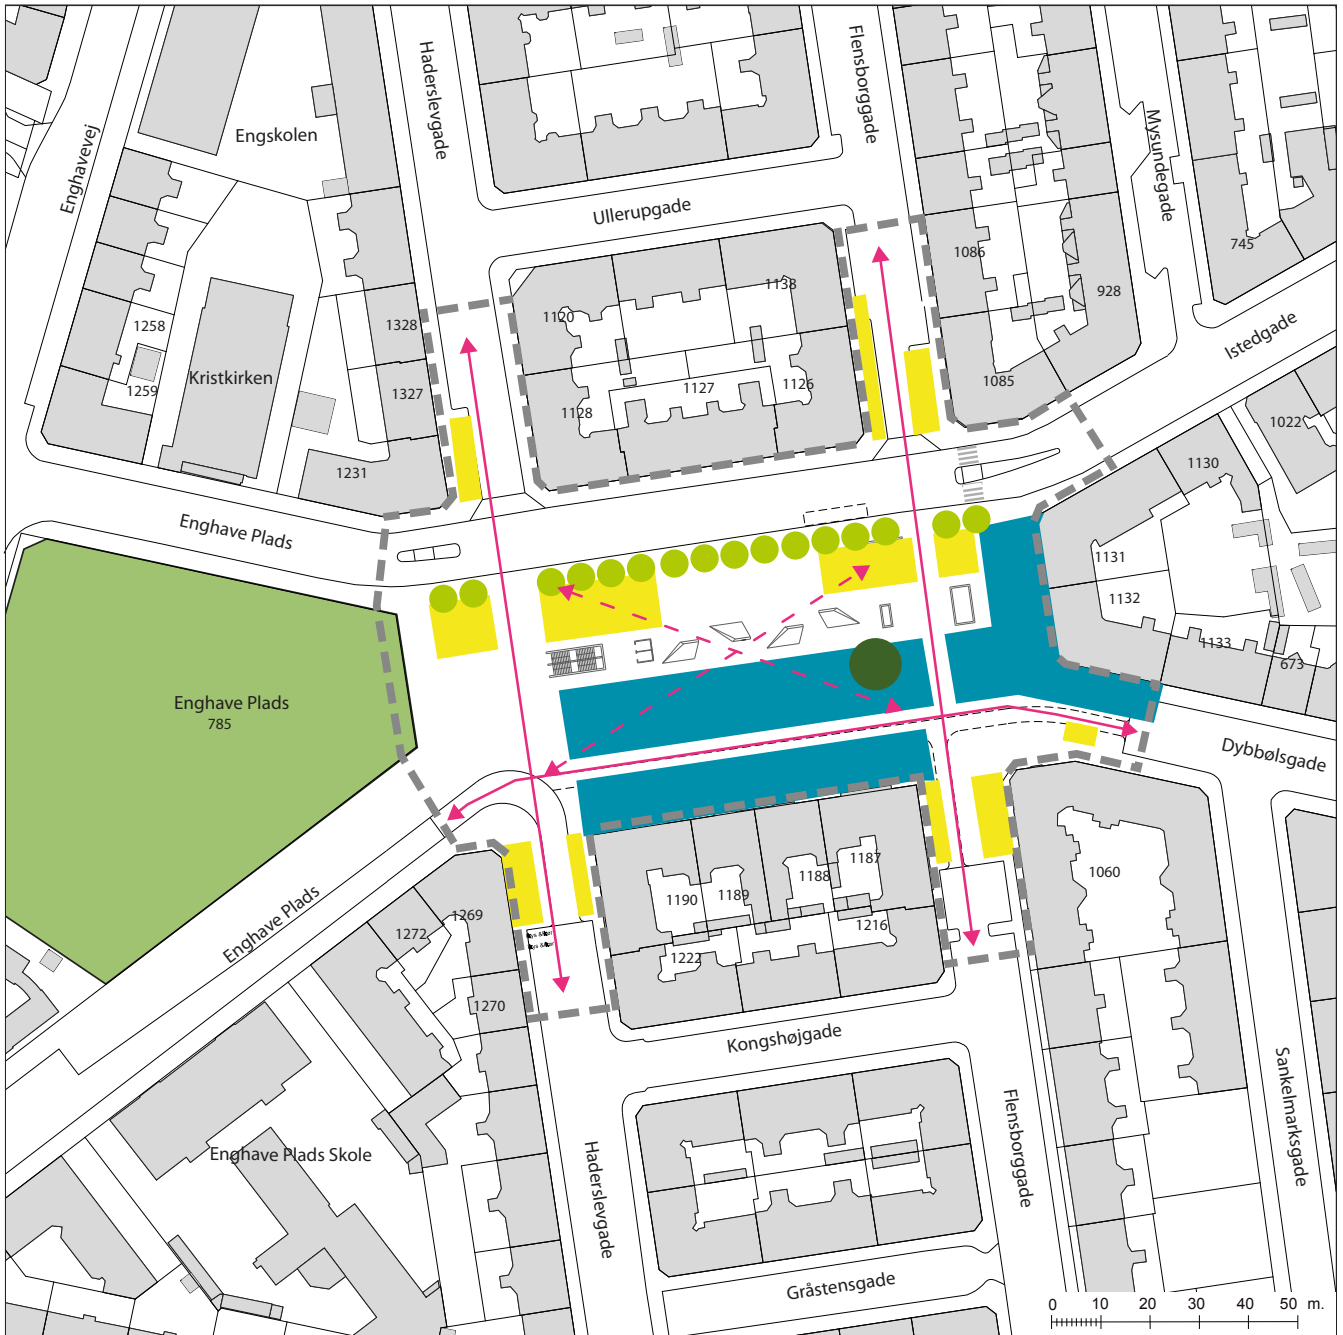 Haderslevgade
Flensborggade
Mysundegade
Enghavevej
Engskolen
Ullerupgade
745
1086
928
1138
1120
1258
1328
Istedgade
Kristkirken
1259
1327
1128
1127
1126
1085
1022
1231
1130
Enghave Plads
1131
1132
1133
673
Enghave Plads
785
Dybbølsgade
1187
1188
1189
1190
1060
1269
1272
1216
Enghave Plads
1222
1270
Kongshøjgade
Sankelmarksgade
Flensborggade
Haderslevgade
Enghave Plads Skole
Gråstensgade
0 10 20 30 40 50 m.